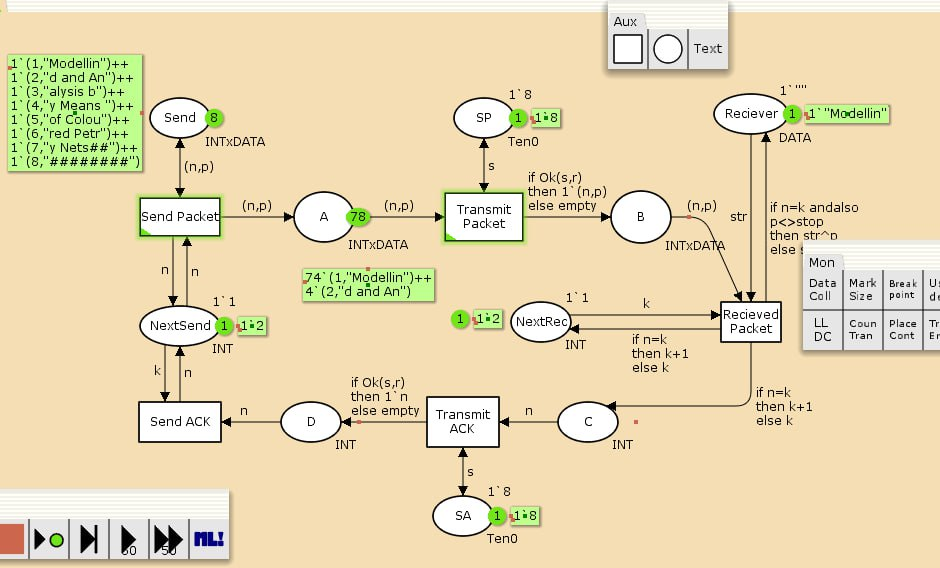 Aux
Text
1`(1,"Modellin")++
1`(2,"d and An")++
1`(3,"alysis b")++
1`(4,"y Means ")++
1`(5,"of Colou")++
1`(6,"red Petr")++
1`(7,"y Nets##")++
1`(8,"########")
Send
8
INTxDATA
(n,p)
1`8
SP
1
1`8
Ten0
s
1`""
Reciever
1
1`"Modellin"
DATA
Send Packet
(n,p)
A
78
(n,p)
INTxDATA
Transmit
Packet
if Ok(s,r)
then 1`(n,p)
else empty
B
(n,p)
INTxDATA
str
if n=k andalso
p<>stop
then str^p
else
74`(1,"Modellin")++
4`(2,"d and An")
n
n
1`1
NextSend
1
1`2
INT
1
1`2
1`1
NextRec
INT
k
if n=k
then k+1
else k
Recieved
Packet
Mon
Data
Coll
Mark
Size
Break
point
LL
DC
Coun
Tran
Place
Cont
k
n
Send ACK
n
D
INT
if Ok(s,r)
then 1`n
else empty
Transmit
ACK
n
C
INT
if n=k
then k+1
else k
s
1`8
SA
1
1`8
Ten0
50
50
ML!